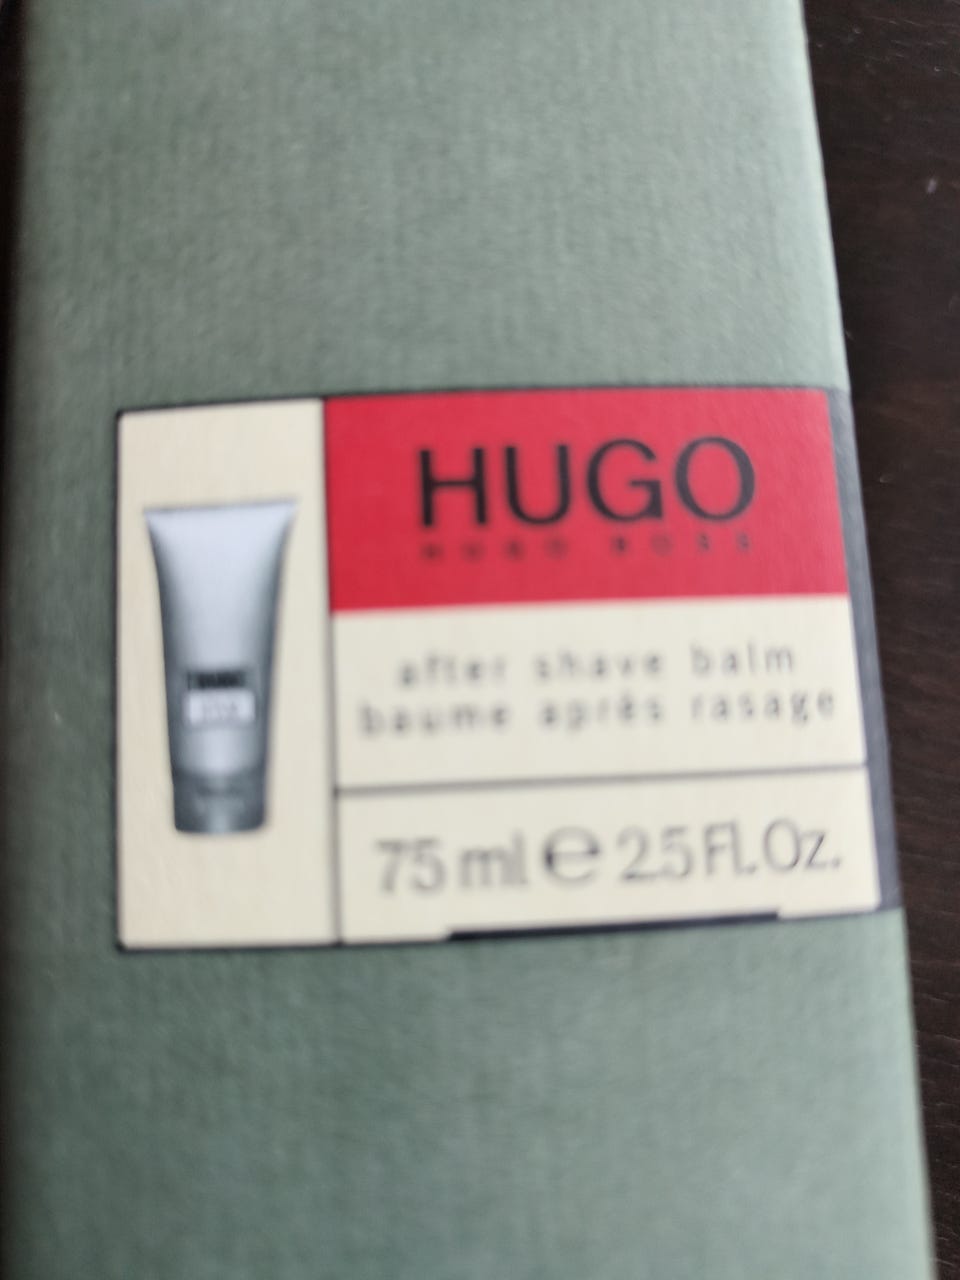 HUGO
HUGO BOSS
after shave balm
baume après rasage
75 ml e 2.5 Fl.Oz.